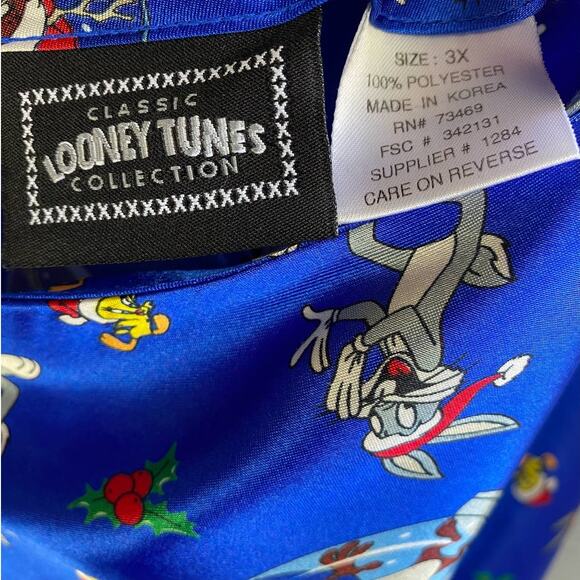 CLASSIC
LOONEY TUNES
COLLECTION
SIZE : 3X
100% POLYESTER
MADE IN KOREA
RN# 73469
FSC # 342131
SUPPLIER # 1284
CARE ON REVERSE